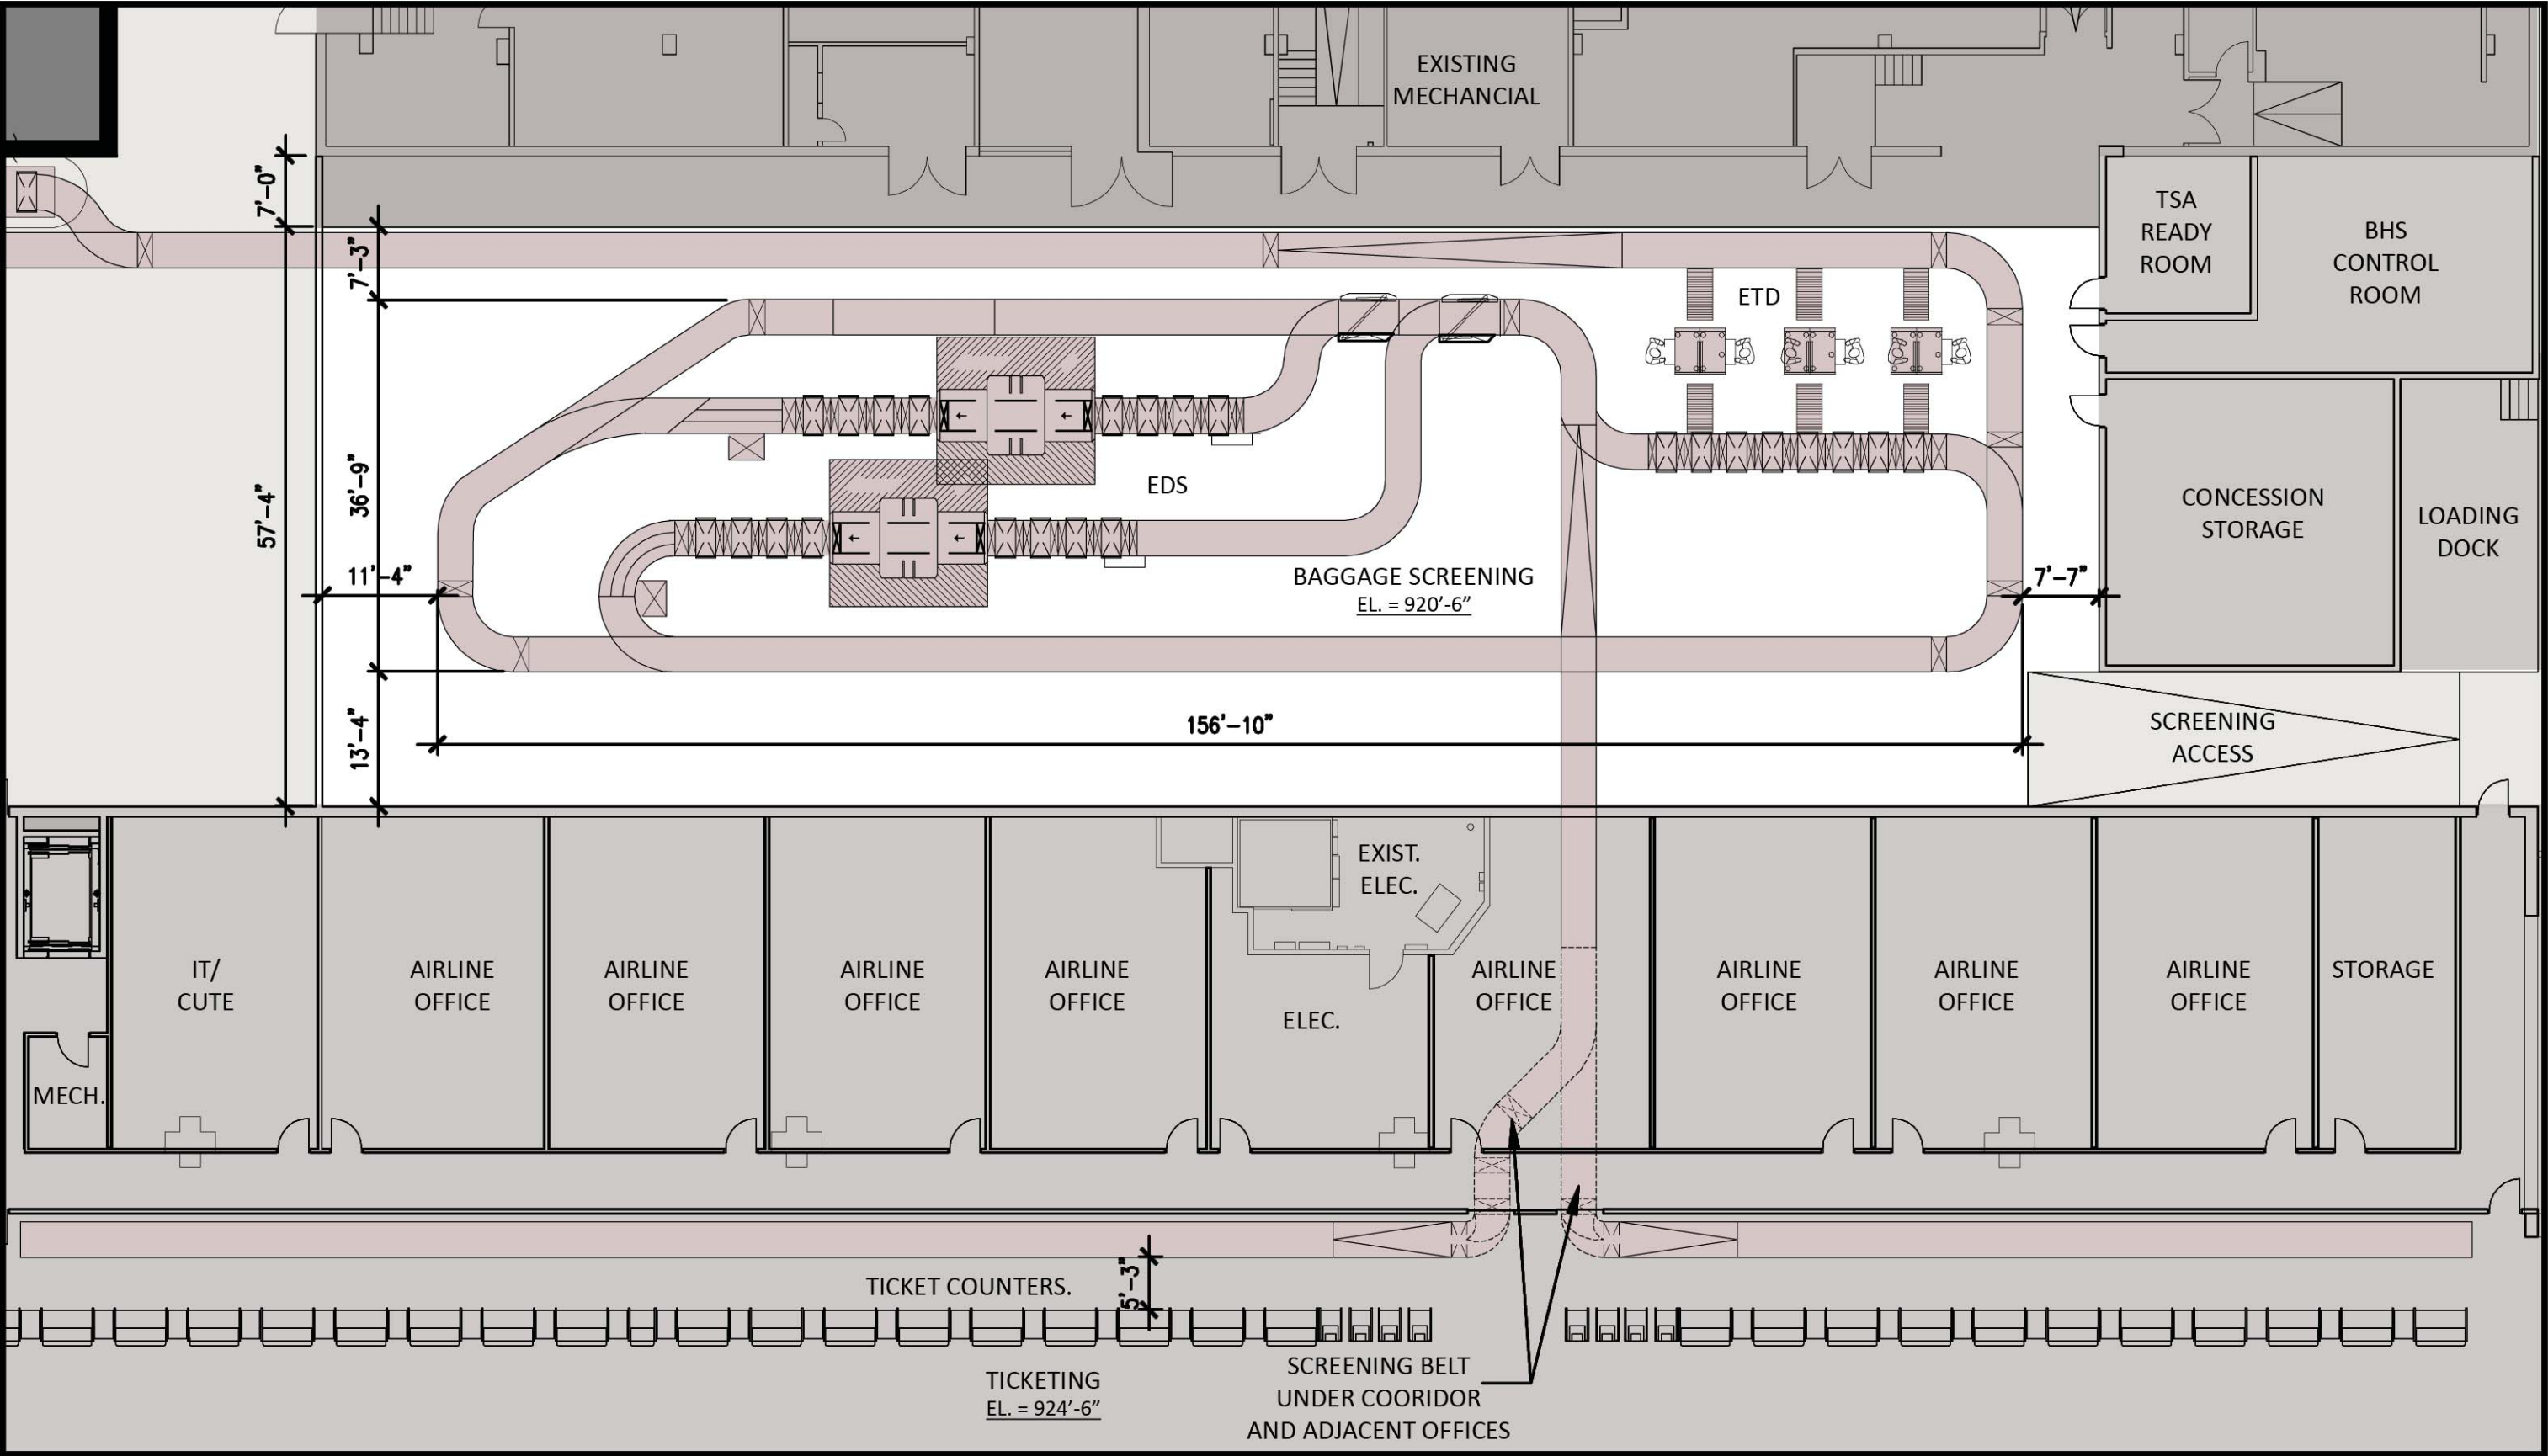 EXISTING
MECHANCIAL
7'-0"
TSA
READY
ROOM
BHS
CONTROL
ROOM
7'-3"
ETD
57'-4"
36'-9"
EDS
CONCESSION
STORAGE
LOADING
DOCK
11'-4"
BAGGAGE SCREENING
EL. = 920'-6"
7'-7"
13'-4"
156'-10"
SCREENING
ACCESS
EXIST.
ELEC.
IT/
CUTE
AIRLINE
OFFICE
AIRLINE
OFFICE
AIRLINE
OFFICE
AIRLINE
OFFICE
ELEC.
AIRLINE
OFFICE
AIRLINE
OFFICE
AIRLINE
OFFICE
AIRLINE
OFFICE
STORAGE
MECH.
TICKET COUNTERS.
5'-3"
TICKETING
EL. = 924'-6"
SCREENING BELT
UNDER COORIDOR
AND ADJACENT OFFICES